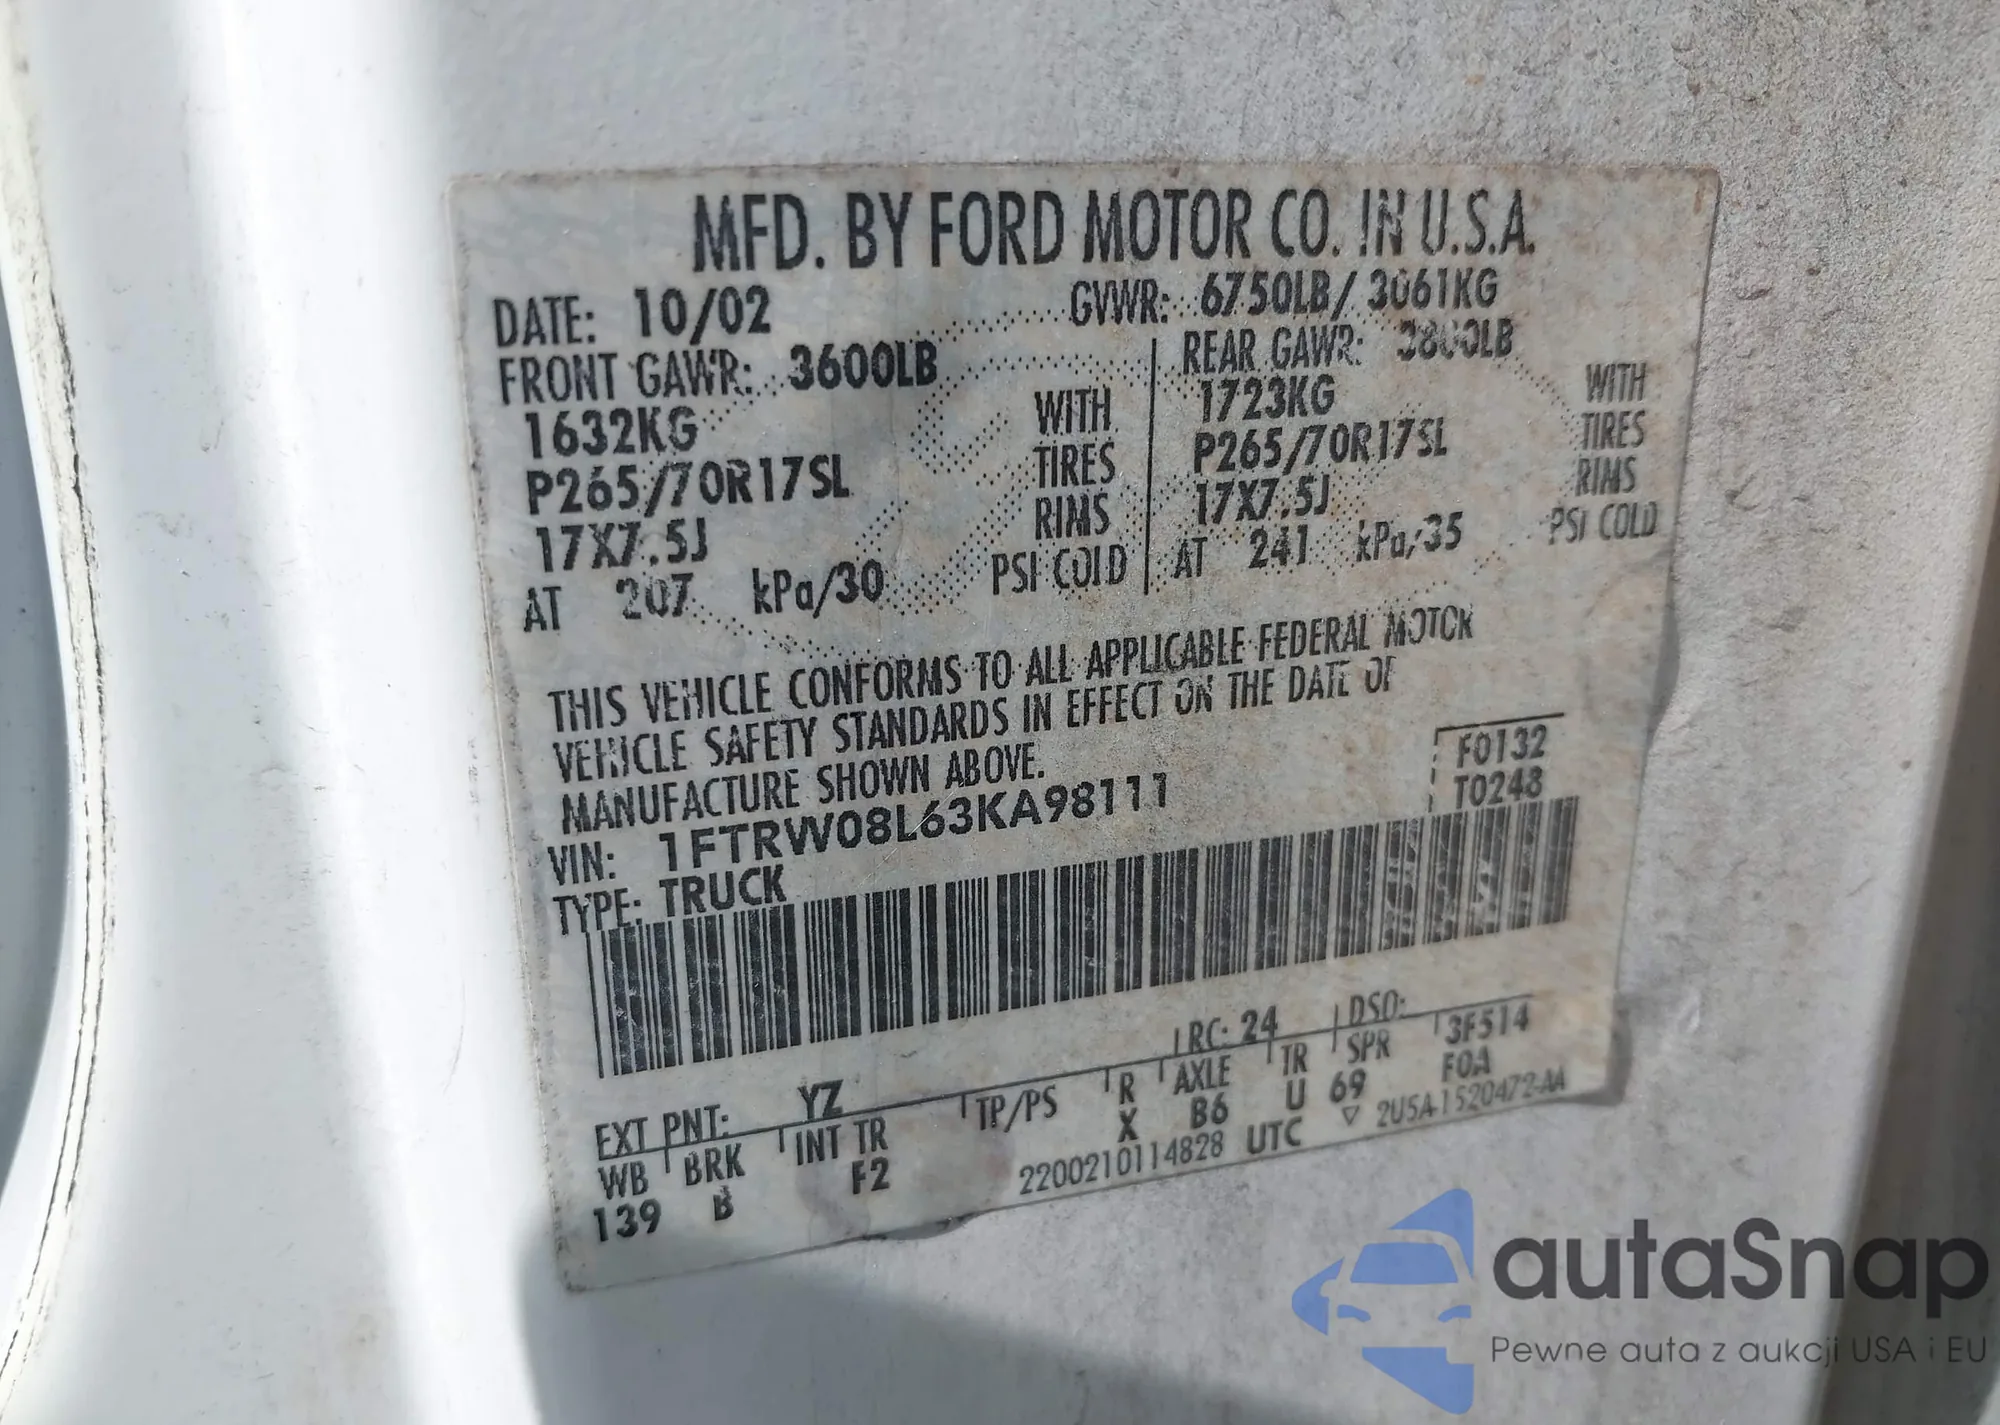 MFD. BY FORD MOTOR CO. IN U.S.A.
DATE: 10/02 GVWR: 6750LB/ 3061KG
FRONT GAWR: 3600LB REAR GAWR: 3800LB
1632KG WITH 1723KG WITH
P265/70R17SL TIRES P265/70R17SL TIRES
17X7.5J RIMS 17X7.5J RIMS
AT 207 kPa/30 PSI COLD AT 241 kPa/35 PSI COLD
THIS VEHICLE CONFORMS TO ALL APPLICABLE FEDERAL MOTOR
VEHICLE SAFETY STANDARDS IN EFFECT ON THE DATE OF
MANUFACTURE SHOWN ABOVE.
F0132
VIN: 1FTRW08L63KA98111 T0248
TYPE: TRUCK
EXT PNT: YZ RC: 24 DSO:
WB BRK INT TR TP/PS R AXLE TR SPR 3F514
139 B F2 X B6 U 69 F0A
2200210114828 UTC ▽ 2U5A-1520472-AA
autaSnap
Pewne auta z aukcji USA i EU